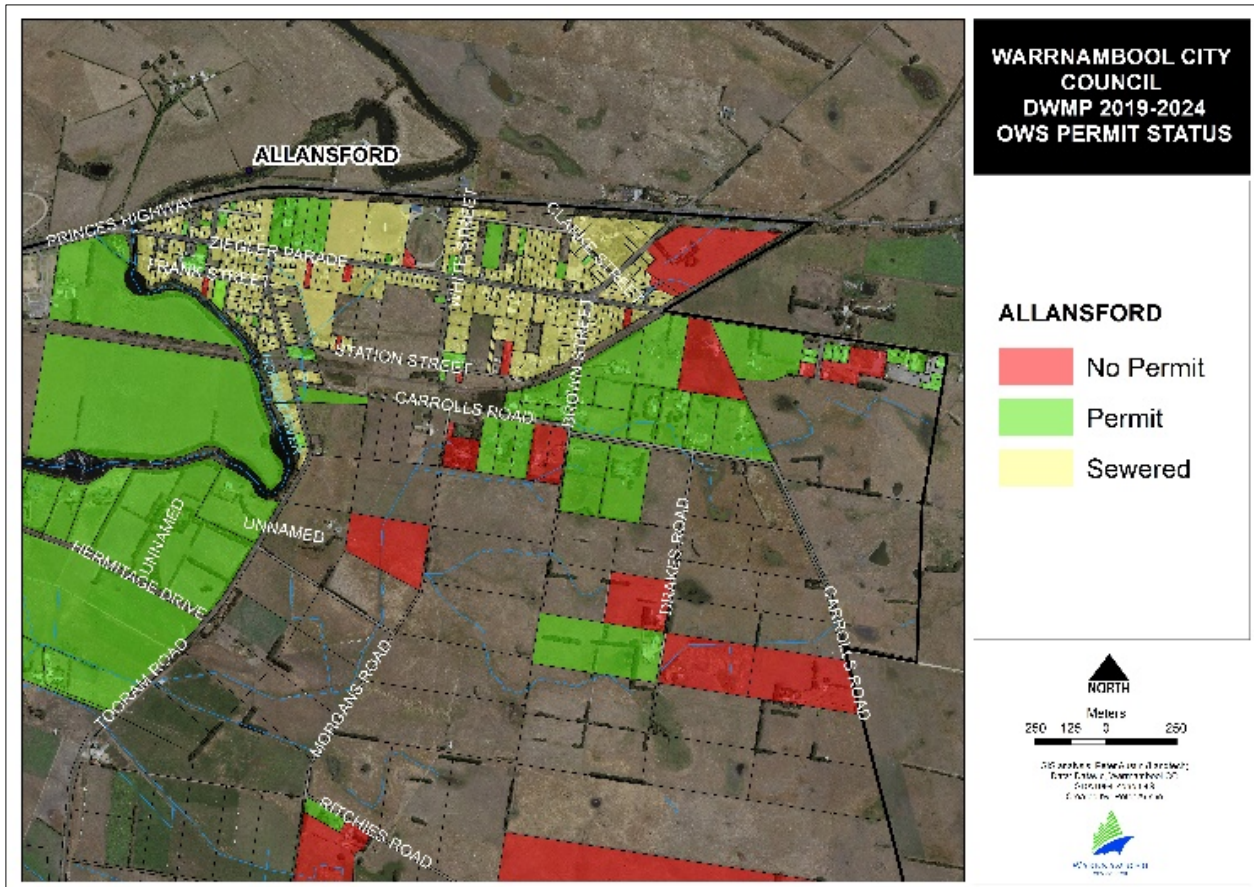 WARRNAMBOOL CITY
COUNCIL
DWMP 2019-2024
OWS PERMIT STATUS
ALLANSFORD
No Permit
Permit
Sewered
NORTH
Meters
250 125 0 250
ALLANSFORD
PRINCES HIGHWAY
ZIEGLER PARADE
FRANK STREET
WHITE STREET
CLARKE STREET
STATION STREET
BROWN STREET
CARROLLS ROAD
UNNAMED
UNNAMED
HERMITAGE DRIVE
TOORAM ROAD
MORGANS ROAD
DRAKES ROAD
CARROLLS ROAD
RITCHIES ROAD